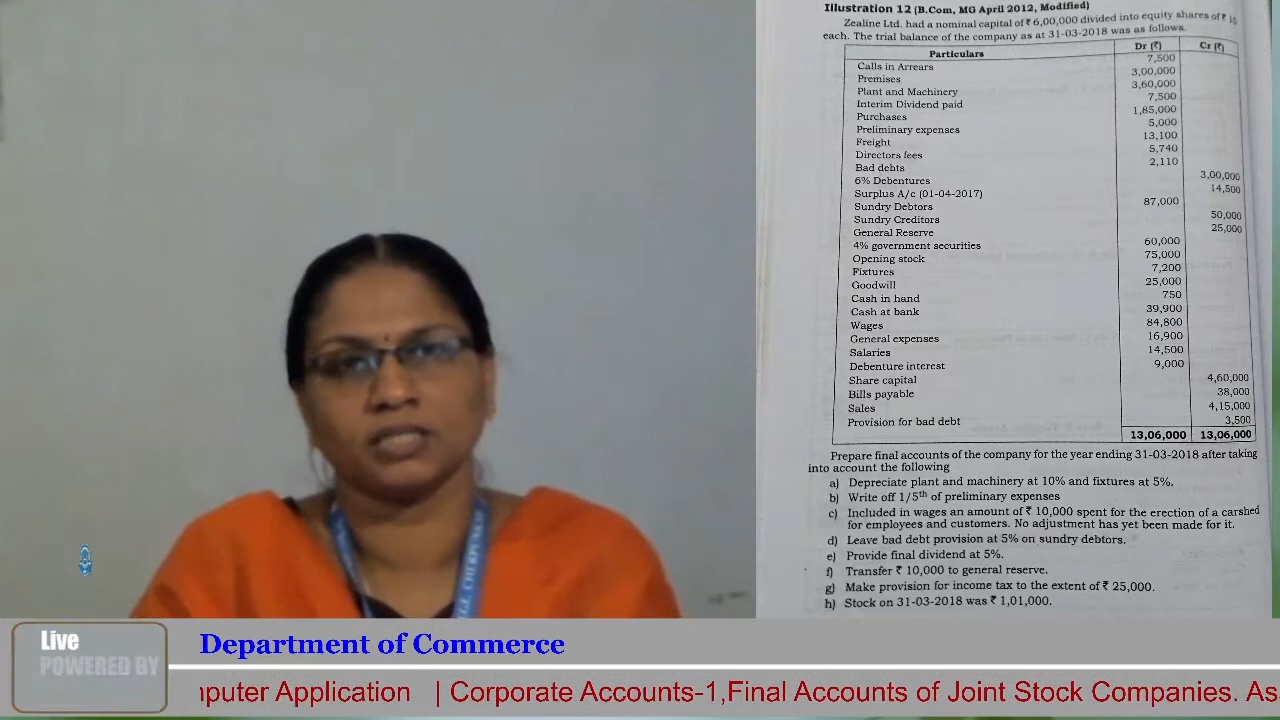 Illustration 12 (B.Com, MG April 2012, Modified)
Zealine Ltd. had a nominal capital of ₹ 6,00,000 divided into equity shares of ₹ 10
each. The trial balance of the company as at 31-03-2018 was as follows.
Particulars Dr (₹) Cr (₹)
Calls in Arrears 7,500
Premises 3,00,000
Plant and Machinery 3,60,000
Interim Dividend paid 7,500
Purchases 1,85,000
Preliminary expenses 5,000
Freight 13,100
Directors fees 5,740
Bad debts 2,110
6% Debentures 3,00,000
Surplus A/c (01-04-2017) 14,500
Sundry Debtors 87,000
Sundry Creditors 50,000
General Reserve 25,000
4% government securities 60,000
Opening stock 75,000
Fixtures 7,200
Goodwill 25,000
Cash in hand 750
Cash at bank 39,900
Wages 84,800
General expenses 16,900
Salaries 14,500
Debenture interest 9,000
Share capital 4,60,000
Bills payable 38,000
Sales 4,15,000
Provision for bad debt 3,500
13,06,000 13,06,000
Prepare final accounts of the company for the year ending 31-03-2018 after taking
into account the following
a) Depreciate plant and machinery at 10% and fixtures at 5%.
b) Write off 1/5th of preliminary expenses
c) Included in wages an amount of ₹ 10,000 spent for the erection of a carshed
for employees and customers. No adjustment has yet been made for it.
d) Leave bad debt provision at 5% on sundry debtors.
e) Provide final dividend at 5%.
f) Transfer ₹ 10,000 to general reserve.
g) Make provision for income tax to the extent of ₹ 25,000.
h) Stock on 31-03-2018 was ₹ 1,01,000.
GE, CHERPUNK
Live
POWERED BY
Department of Commerce
puter Application | Corporate Accounts-1,Final Accounts of Joint Stock Companies. As